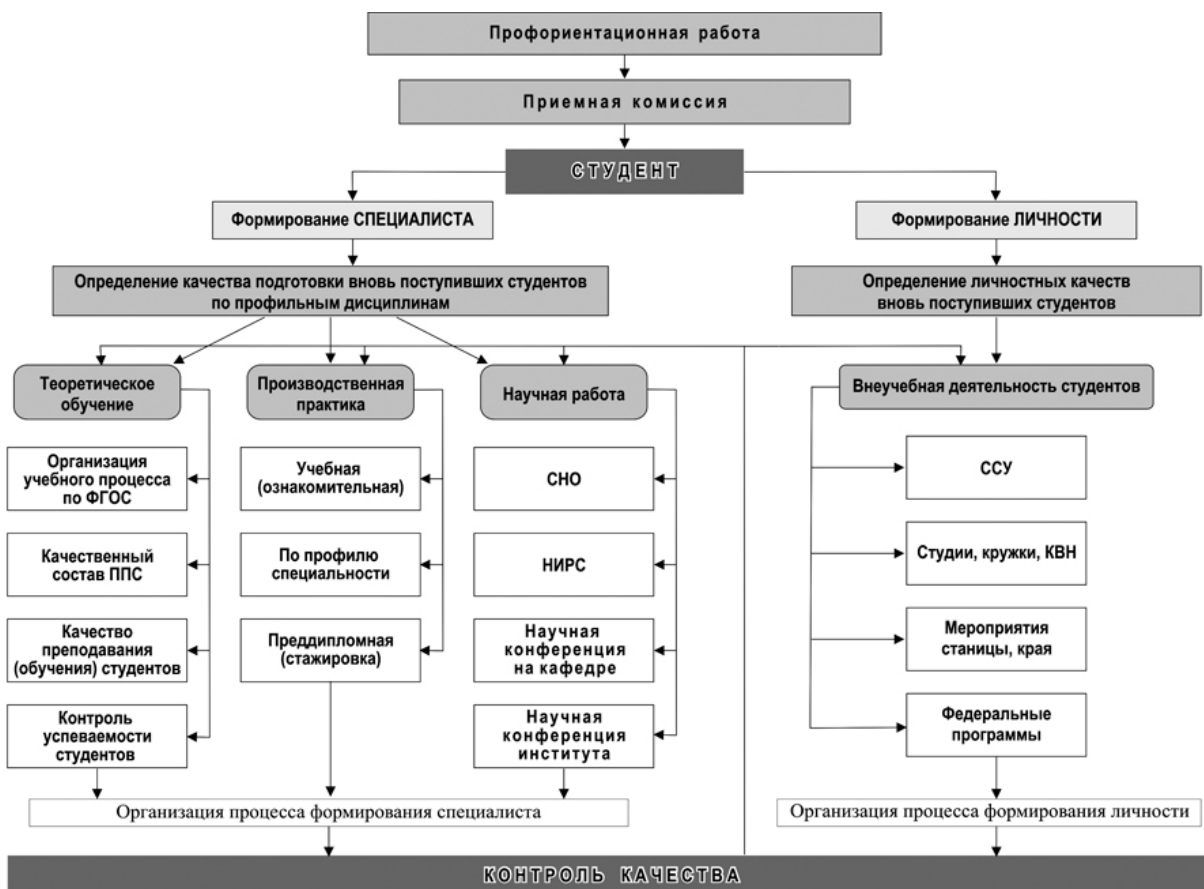 Профориентационная работа
Приемная комиссия
СТУДЕНТ
Формирование СПЕЦИАЛИСТА
Формирование ЛИЧНОСТИ
Определение качества подготовки вновь поступивших студентов
по профильным дисциплинам
Определение личностных качеств
вновь поступивших студентов
Теоретическое
обучение
Производственная
практика
Научная работа
Внеучебная деятельность студентов
Организация
учебного процесса
по ФГОС
Учебная
(ознакомительная)
СНО
ССУ
Качественный
состав ППС
По профилю
специальности
НИРС
Студии, кружки, КВН
Качество
преподавания
(обучения) студентов
Преддипломная
(стажировка)
Научная
конференция
на кафедре
Мероприятия
станицы, края
Контроль
успеваемости
студентов
Научная
конференция
института
Федеральные
программы
Организация процесса формирования специалиста
Организация процесса формирования личности
КОНТРОЛЬ КАЧЕСТВА